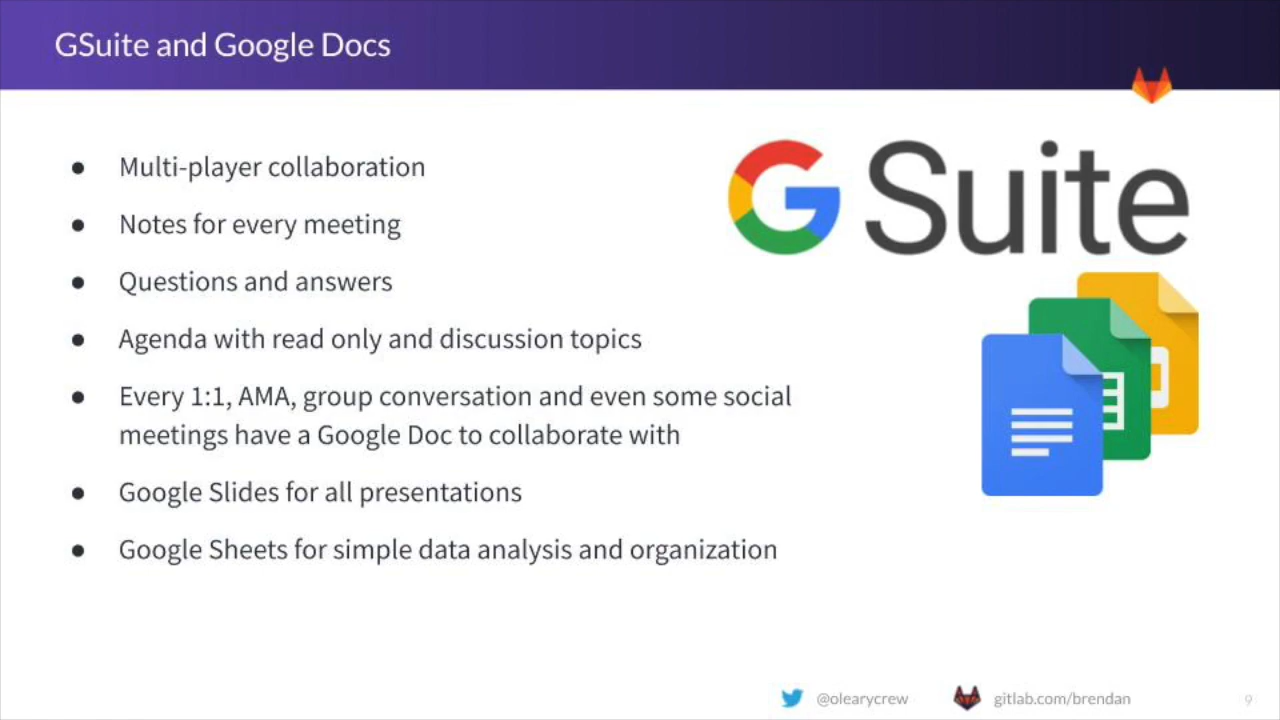 GSuite and Google Docs
G Suite
● Multi-player collaboration
● Notes for every meeting
● Questions and answers
● Agenda with read only and discussion topics
● Every 1:1, AMA, group conversation and even some social
meetings have a Google Doc to collaborate with
● Google Slides for all presentations
● Google Sheets for simple data analysis and organization
@olearycrew
gitlab.com/brendan
9